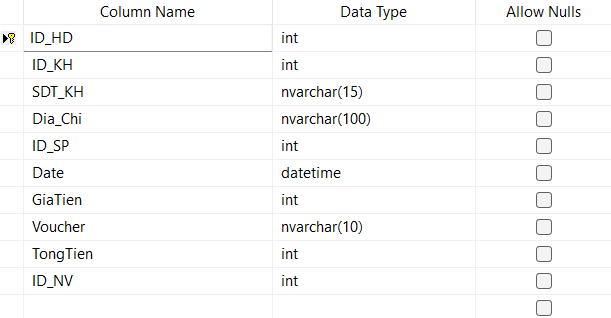 Column Name Data Type Allow Nulls
ID_HD int
ID_KH int
SDT_KH nvarchar(15)
Dia_Chi nvarchar(100)
ID_SP int
Date datetime
GiaTien int
Voucher nvarchar(10)
TongTien int
ID_NV int